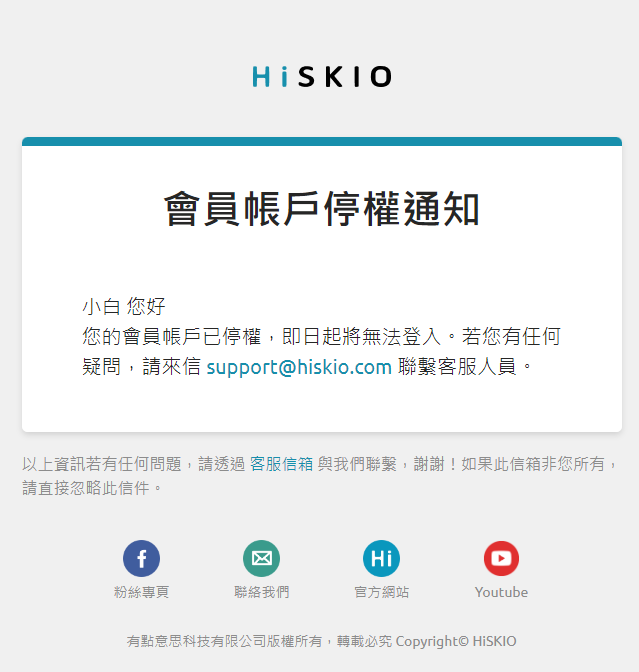 HiSKIO
會員帳戶停權通知
小白 您好
您的會員帳戶已停權，即日起將無法登入。若您有任何
疑問，請來信 support@hiskio.com 聯繫客服人員。
以上資訊若有任何問題，請透過 客服信箱 與我們聯繫，謝謝！如果此信箱非您所有，
請直接忽略此信件。
f Hi
粉絲專頁 聯絡我們 官方網站 Youtube
有點意思科技有限公司版權所有，轉載必究 Copyright© HiSKIO